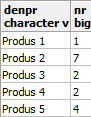 denpr nr
character v big
Produs 1 1
Produs 2 7
Produs 3 2
Produs 4 2
Produs 5 4